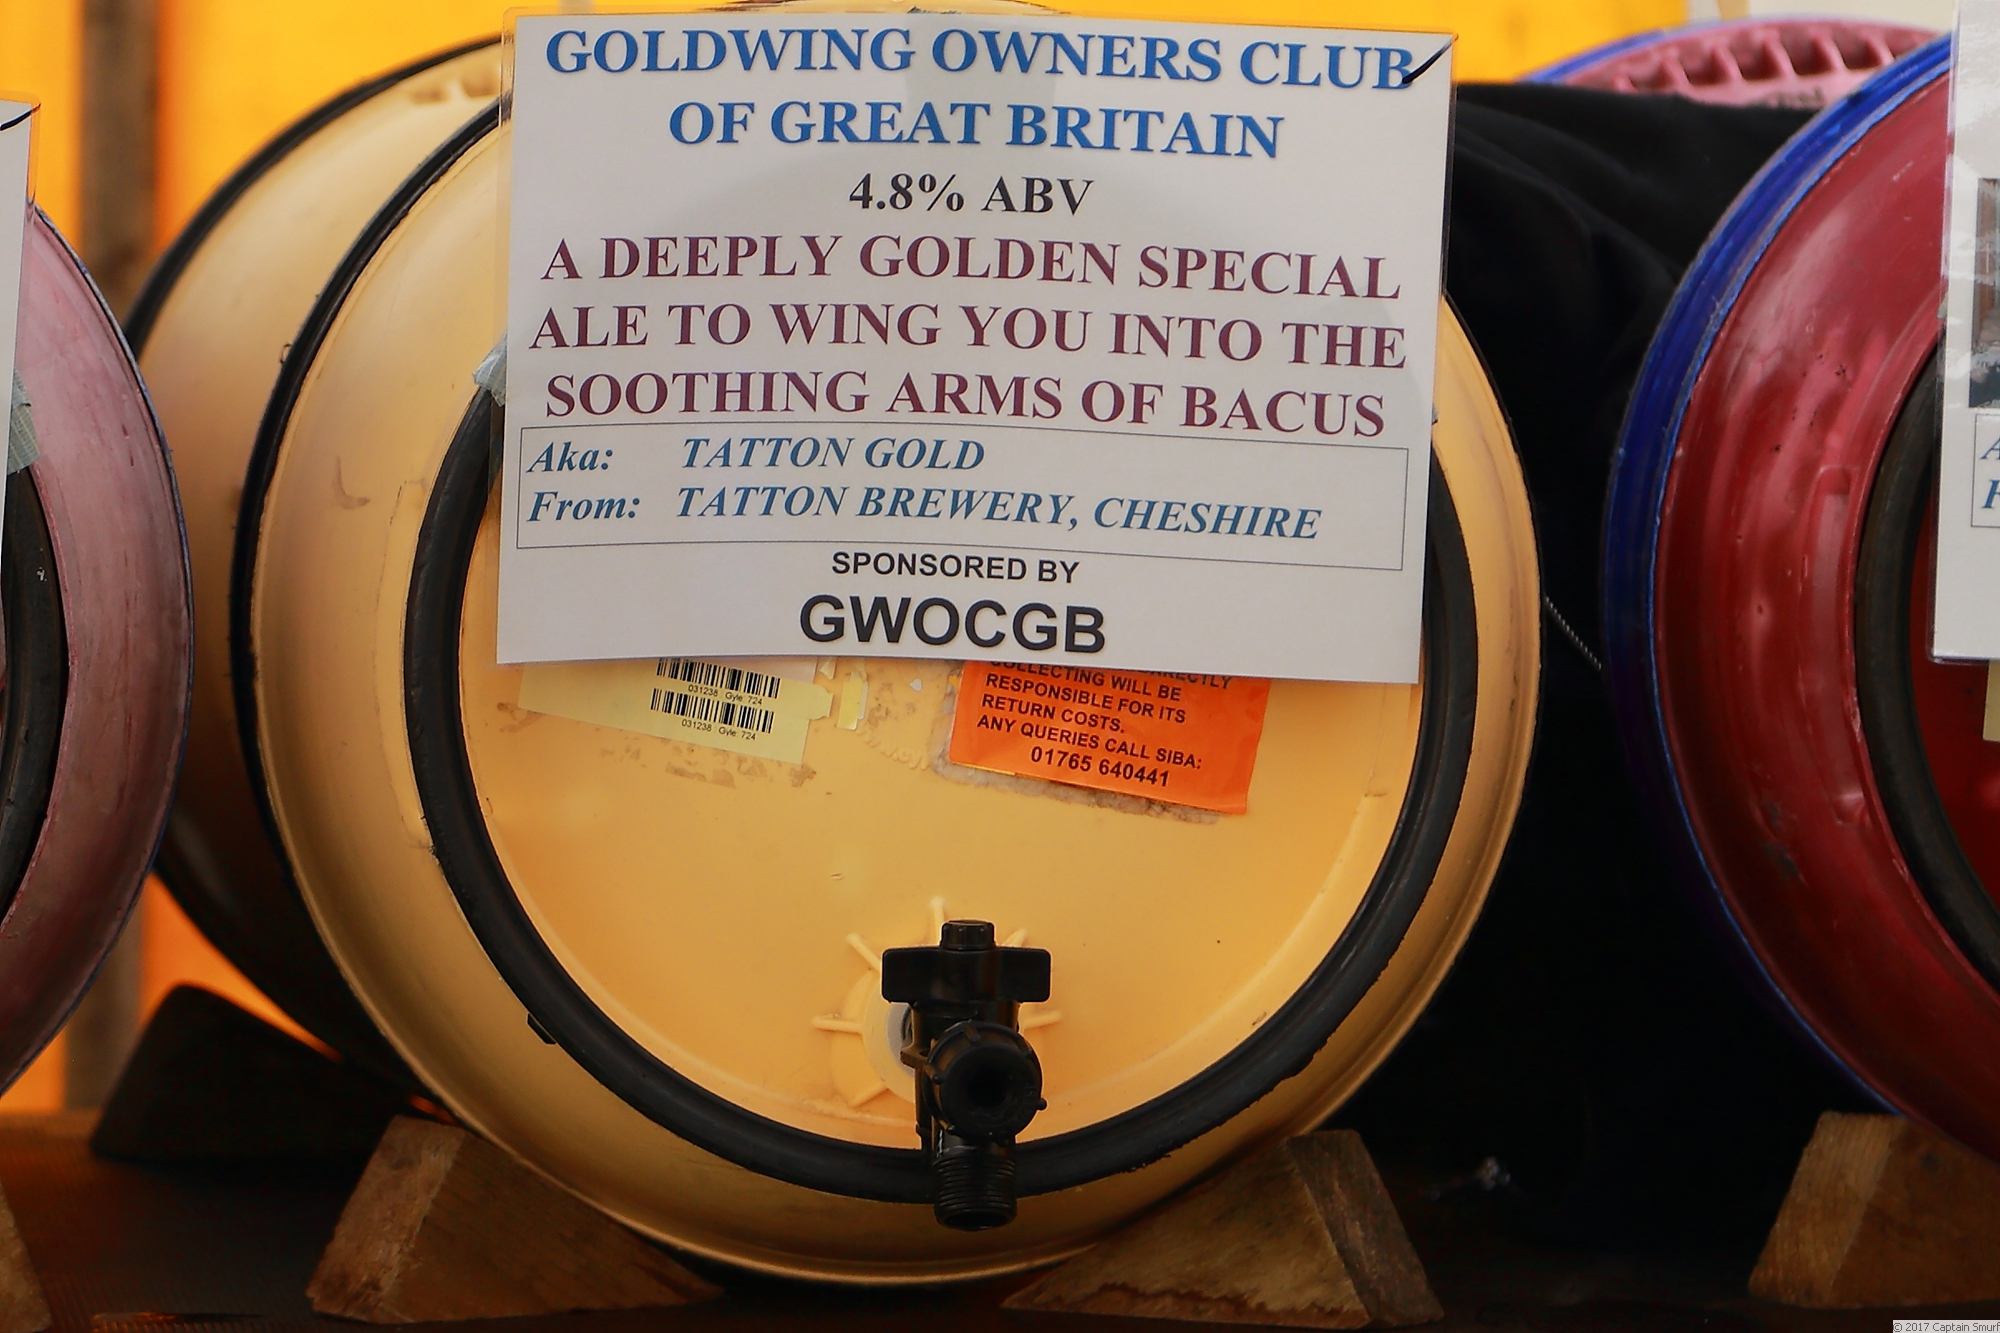 GOLDWING OWNERS CLUB
OF GREAT BRITAIN
4.8% ABV
A DEEPLY GOLDEN SPECIAL
ALE TO WING YOU INTO THE
SOOTHING ARMS OF BACUS
Aka: TATTON GOLD
From: TATTON BREWERY, CHESHIRE
SPONSORED BY
GWOCGB
031238 Gyle: 724
031238 Gyle: 724
COLLECTING WILL BE
RESPONSIBLE FOR ITS
RETURN COSTS.
ANY QUERIES CALL SIBA:
01765 640441
© 2017 Captain Smurf